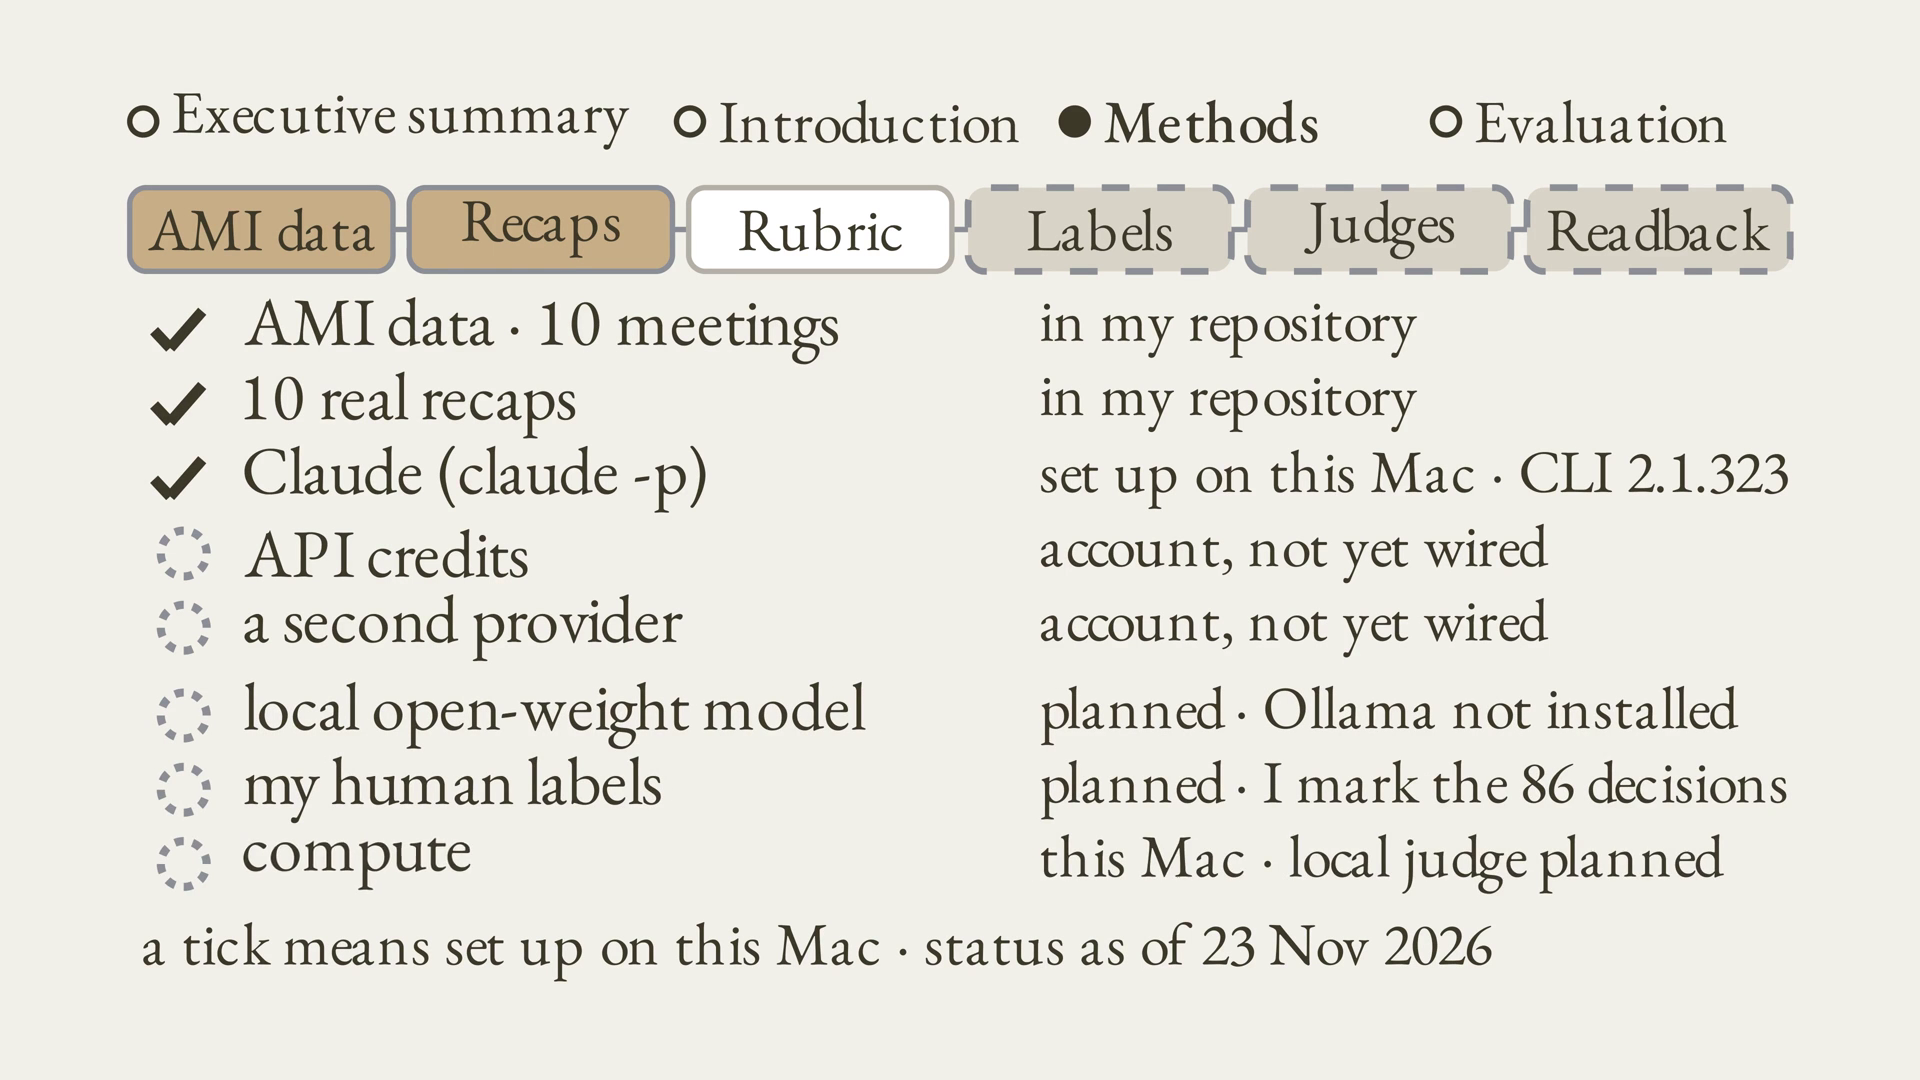 Executive summary Introduction Methods Evaluation
AMI data Recaps Rubric Labels Judges Readback
AMI data · 10 meetings in my repository
10 real recaps in my repository
Claude (claude -p) set up on this Mac · CLI 2.1.323
API credits account, not yet wired
a second provider account, not yet wired
local open-weight model planned · Ollama not installed
my human labels planned · I mark the 86 decisions
compute this Mac · local judge planned
a tick means set up on this Mac · status as of 23 Nov 2026